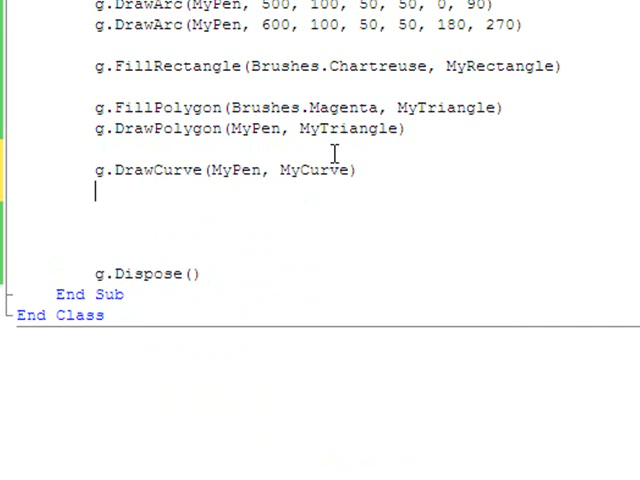 g.DrawArc(MyPen, 500, 100, 50, 50, 0, 90)
g.DrawArc(MyPen, 600, 100, 50, 50, 180, 270)
g.FillRectangle(Brushes.Chartreuse, MyRectangle)
g.FillPolygon(Brushes.Magenta, MyTriangle)
g.DrawPolygon(MyPen, MyTriangle)
g.DrawCurve(MyPen, MyCurve)
g.Dispose()
End Sub
End Class